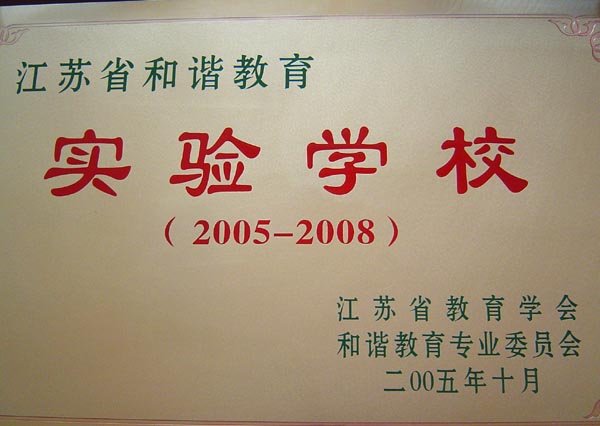 江苏省和谐教育
实验学校
（2005-2008）
江苏省教育学会
和谐教育专业委员会
二00五年十月